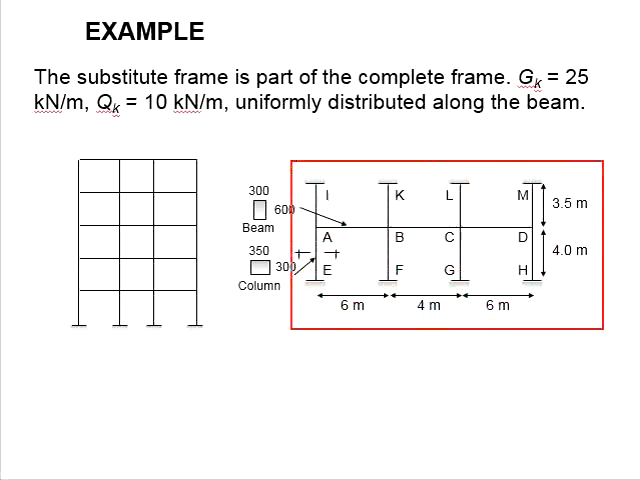 EXAMPLE
The substitute frame is part of the complete frame. Gk = 25
kN/m, Qk = 10 kN/m, uniformly distributed along the beam.
300
600
Beam
350
300
Column
I K L M
A B C D
E F G H
3.5 m
4.0 m
6 m 4 m 6 m